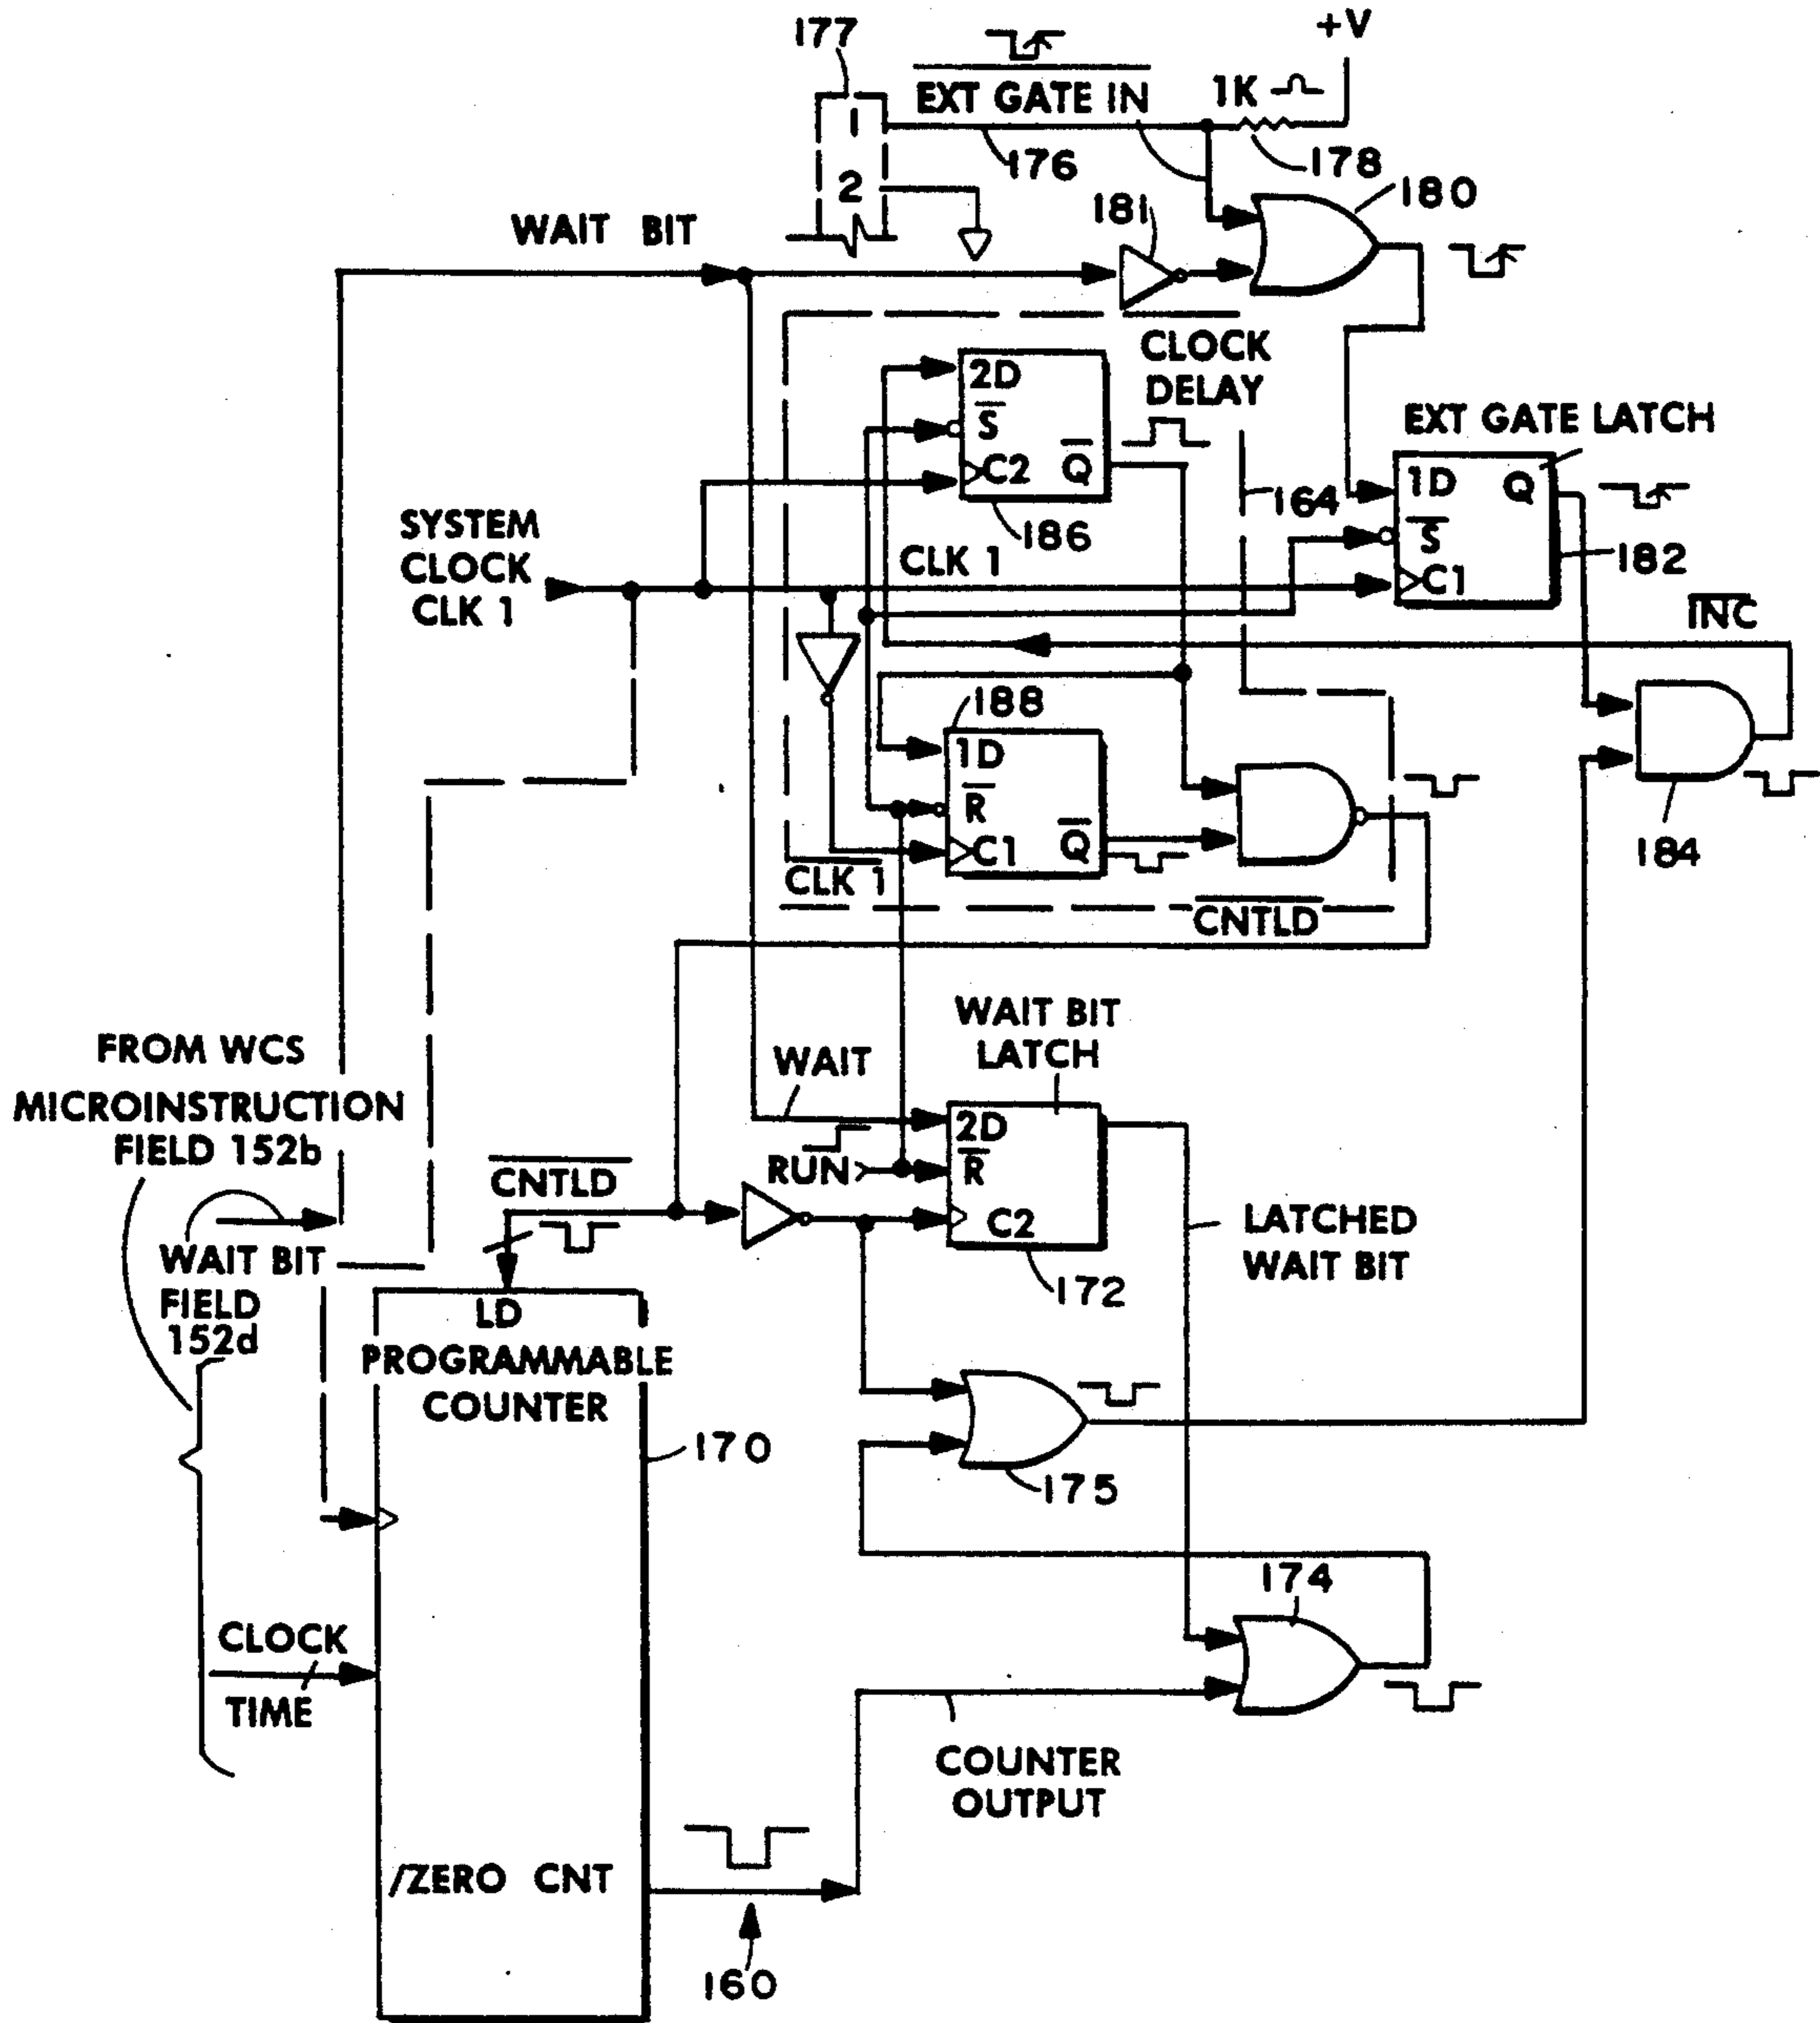 177
+V
EXT GATE IN
1K
1
176
178
2
180
181
WAIT BIT
CLOCK
DELAY
2D
S
C2
Q
186
EXT GATE LATCH
1D
Q
S
C1
182
164
SYSTEM
CLOCK
CLK 1
CLK 1
INC
188
1D
R
C1
Q
184
CLK 1
CNTLD
FROM WCS
MICROINSTRUCTION
FIELD 152b
WAIT BIT
LATCH
WAIT
2D
RUN
R
C2
172
CNTLD
LATCHED
WAIT BIT
WAIT BIT
FIELD
152d
LD
PROGRAMMABLE
COUNTER
170
175
174
CLOCK
TIME
COUNTER
OUTPUT
/ZERO CNT
160